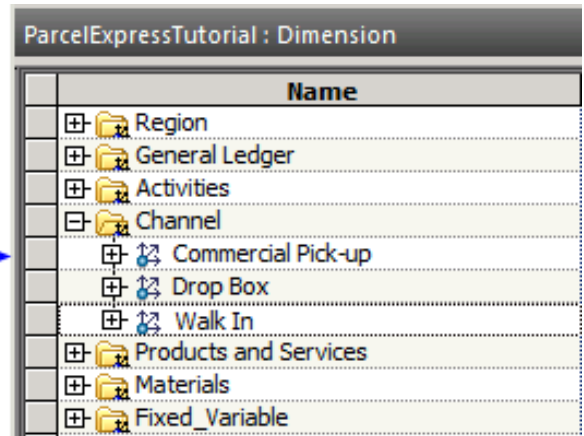 ParcelExpressTutorial : Dimension
Name
Region
General Ledger
Activities
Channel
Commercial Pick-up
Drop Box
Walk In
Products and Services
Materials
Fixed_Variable